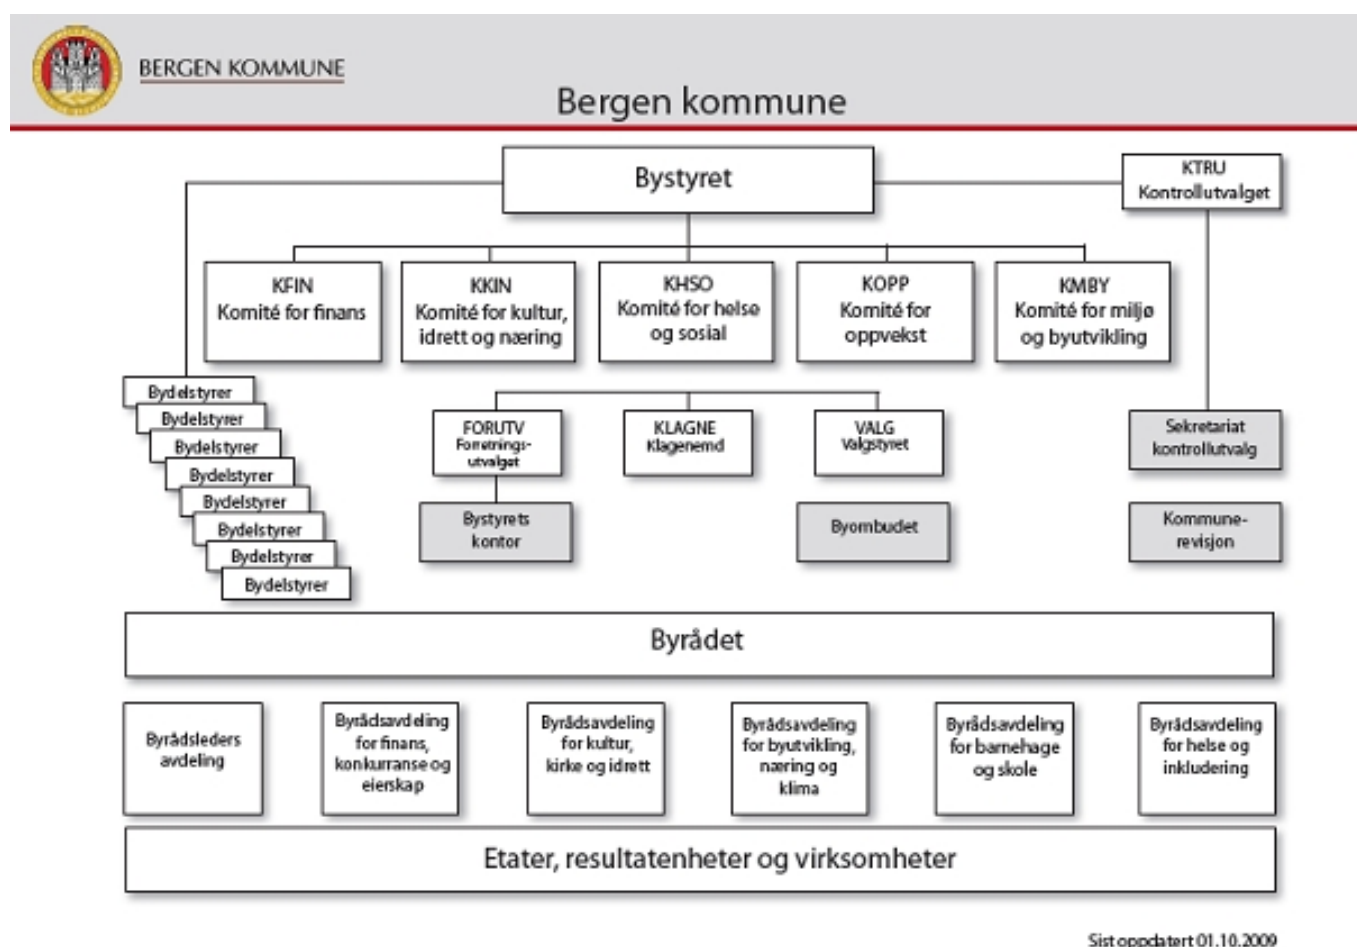 BERGEN KOMMUNE
Bergen kommune
Bystyret
KTRU
Kontrollutvalget
KFIN
Komité for finans
KKIN
Komité for kultur,
idrett og næring
KHSO
Komité for helse
og sosial
KOPP
Komité for
oppvekst
KMBY
Komité for miljø
og byutvikling
Bydelstyrer
Bydelstyrer
Bydelstyrer
Bydelstyrer
Bydelstyrer
Bydelstyrer
Bydelstyrer
Bydelstyrer
FORUTV
Forretnings-
utvalget
KLAGNE
Klagenemd
VALG
Valgstyret
Sekretariat
kontrollutvalg
Bystyrets
kontor
Byombudet
Kommune-
revisjon
Byrådet
Byrådsleders
avdeling
Byrådsavdeling
for finans,
konkurranse og
eierskap
Byrådsavdeling
for kultur,
kirke og idrett
Byrådsavdeling
for byutvikling,
næring og
klima
Byrådsavdeling
for barnehage
og skole
Byrådsavdeling
for helse og
inkludering
Etater, resultatenheter og virksomheter
Sist oppdatert 01.10.2009